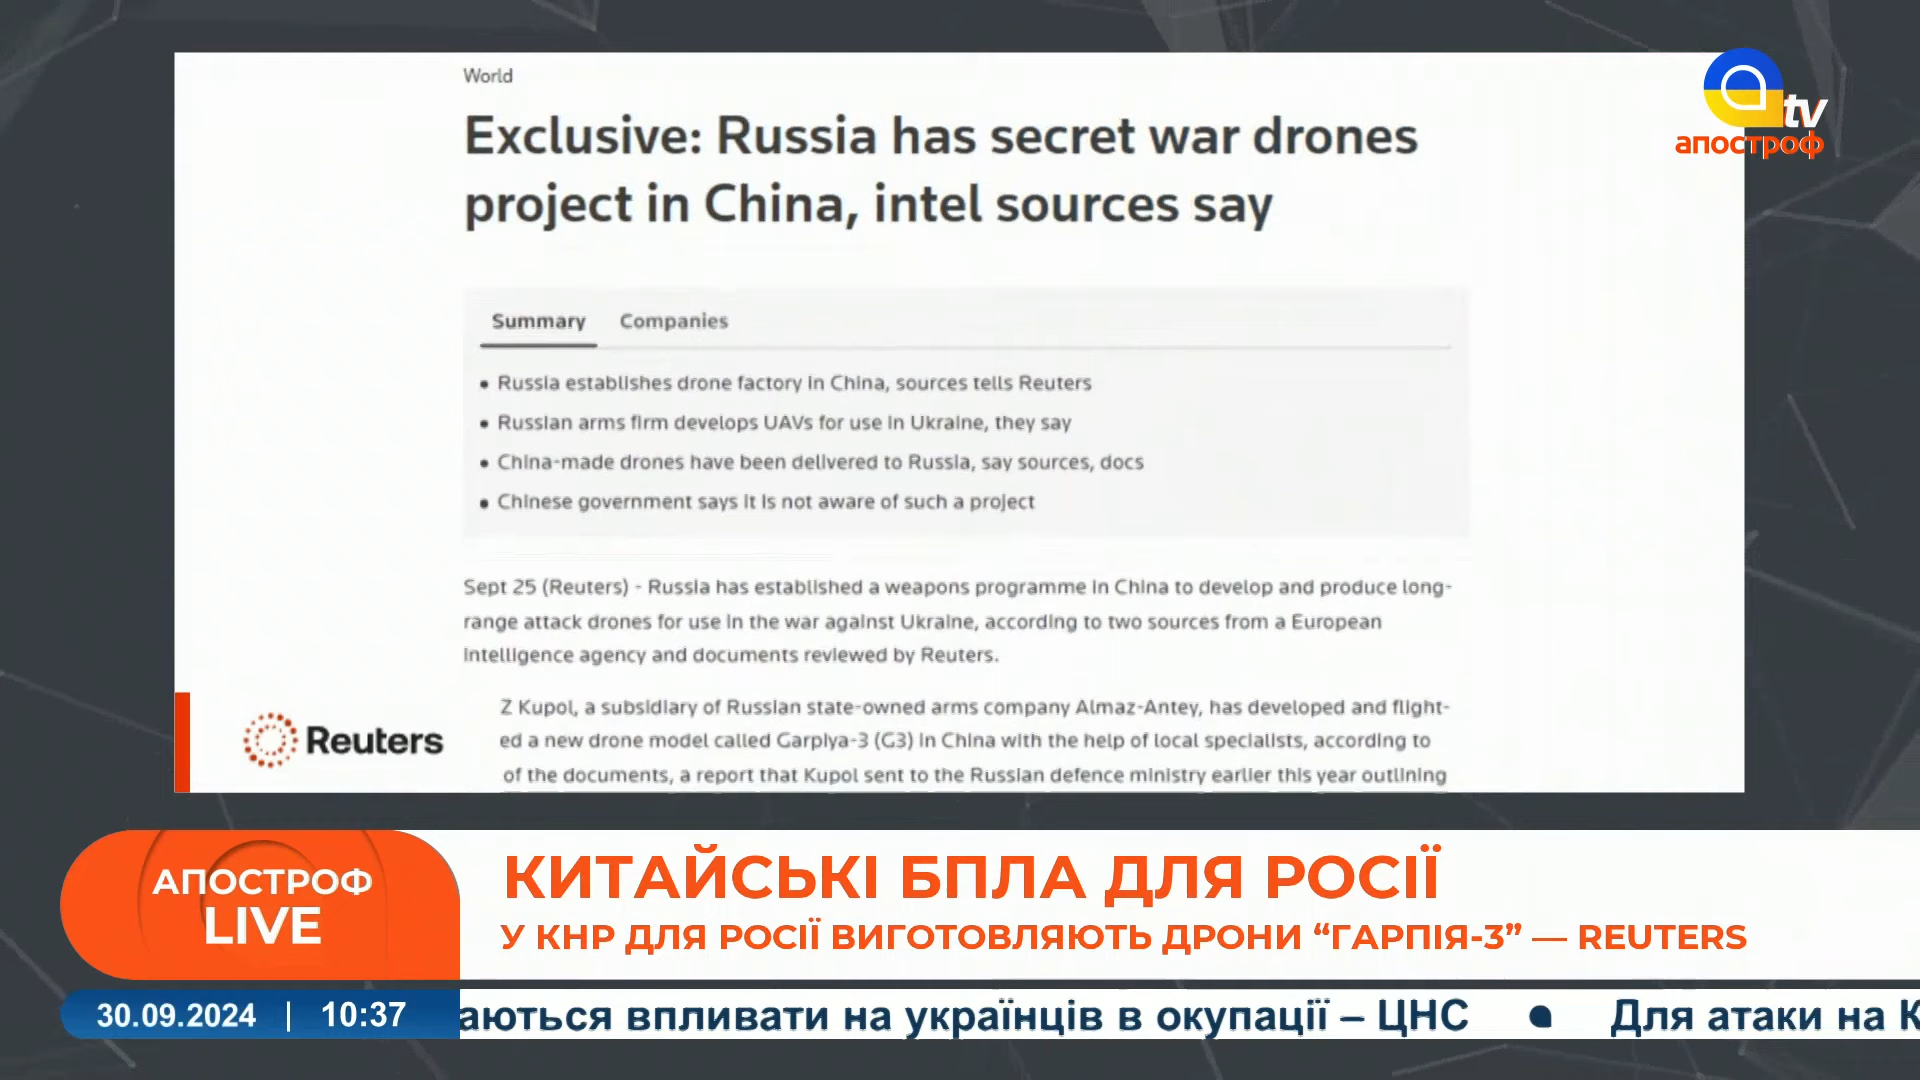 World
Exclusive: Russia has secret war drones
project in China, intel sources say
tv
апостроф
Summary Companies
• Russia establishes drone factory in China, sources tells Reuters
• Russian arms firm develops UAVs for use in Ukraine, they say
• China-made drones have been delivered to Russia, say sources, docs
• Chinese government says it is not aware of such a project
Sept 25 (Reuters) - Russia has established a weapons programme in China to develop and produce long-
range attack drones for use in the war against Ukraine, according to two sources from a European
intelligence agency and documents reviewed by Reuters.
Z Kupol, a subsidiary of Russian state-owned arms company Almaz-Antey, has developed and flight-
ed a new drone model called Garpiya-3 (G3) in China with the help of local specialists, according to
of the documents, a report that Kupol sent to the Russian defence ministry earlier this year outlining
Reuters
АПОСТРОФ
LIVE
КИТАЙСЬКІ БПЛА ДЛЯ РОСІЇ
У КНР ДЛЯ РОСІЇ ВИГОТОВЛЯЮТЬ ДРОНИ “ГАРПІЯ-3” — REUTERS
30.09.2024 | 10:37
аються впливати на українців в окупації – ЦНС • Для атаки на К